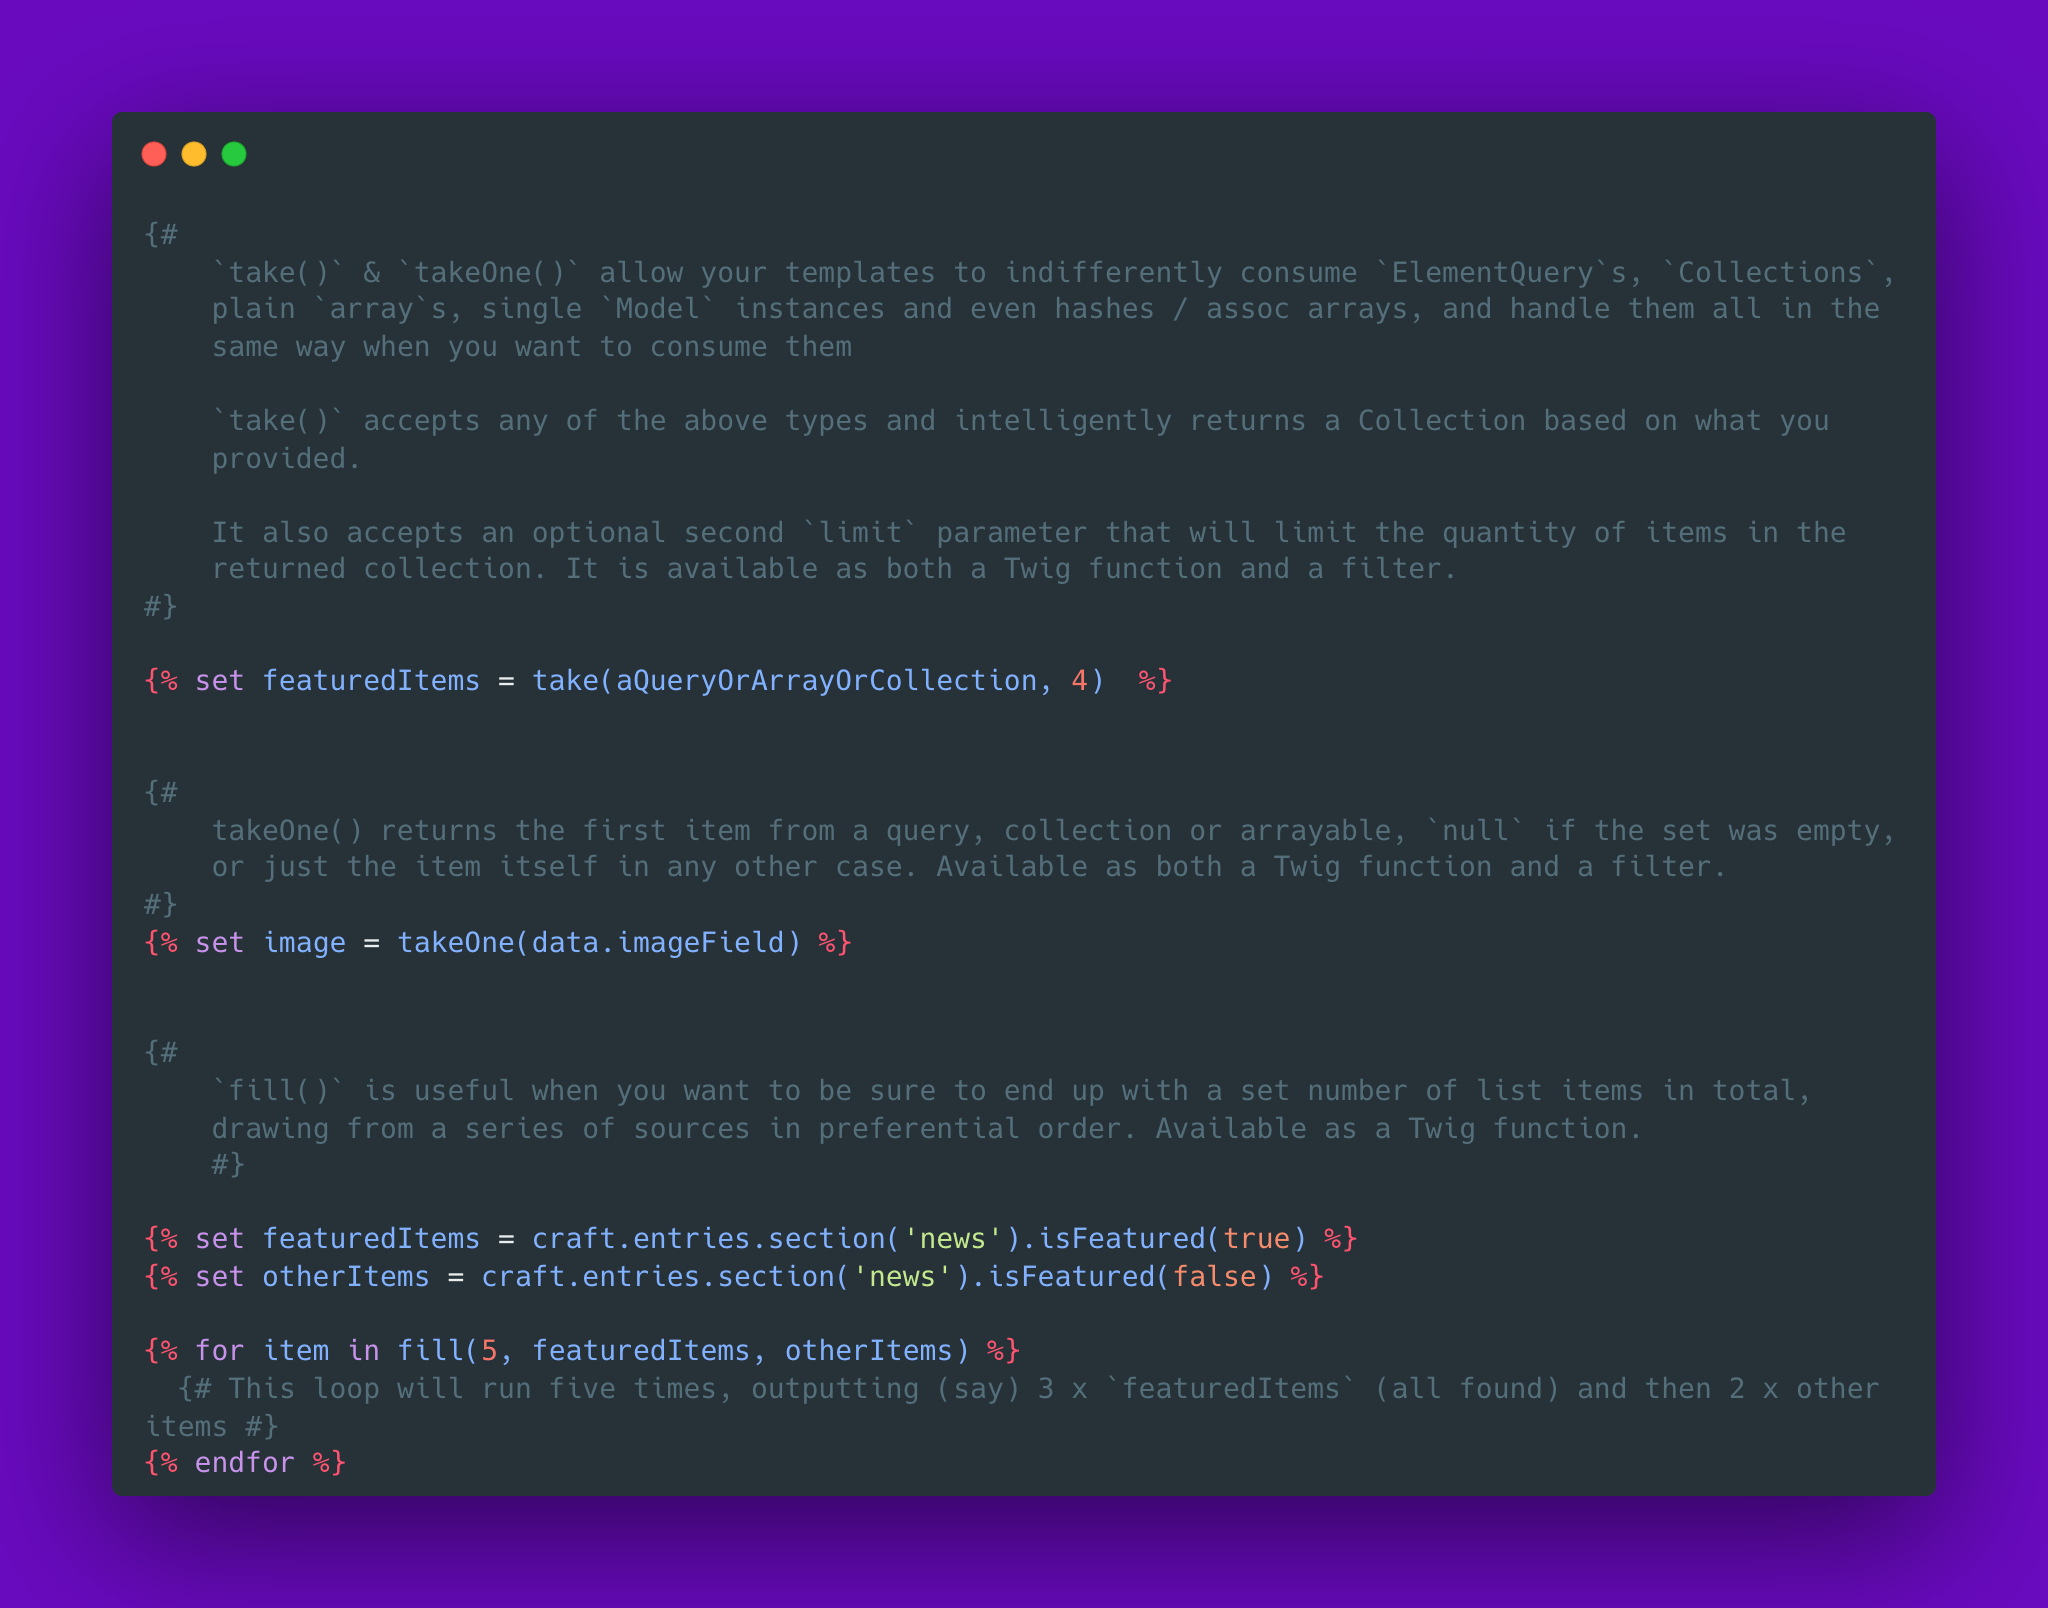 {#
    `take()` & `takeOne()` allow your templates to indifferently consume `ElementQuery`s, `Collections`,
    plain `array`s, single `Model` instances and even hashes / assoc arrays, and handle them all in the
    same way when you want to consume them

    `take()` accepts any of the above types and intelligently returns a Collection based on what you
    provided.

    It also accepts an optional second `limit` parameter that will limit the quantity of items in the
    returned collection. It is available as both a Twig function and a filter.
#}

{% set featuredItems = take(aQueryOrArrayOrCollection, 4)  %}


{#
    takeOne() returns the first item from a query, collection or arrayable, `null` if the set was empty,
    or just the item itself in any other case. Available as both a Twig function and a filter.
#}
{% set image = takeOne(data.imageField) %}


{#
    `fill()` is useful when you want to be sure to end up with a set number of list items in total,
    drawing from a series of sources in preferential order. Available as a Twig function.
    #}

{% set featuredItems = craft.entries.section('news').isFeatured(true) %}
{% set otherItems = craft.entries.section('news').isFeatured(false) %}

{% for item in fill(5, featuredItems, otherItems) %}
  {# This loop will run five times, outputting (say) 3 x `featuredItems` (all found) and then 2 x other
items #}
{% endfor %}